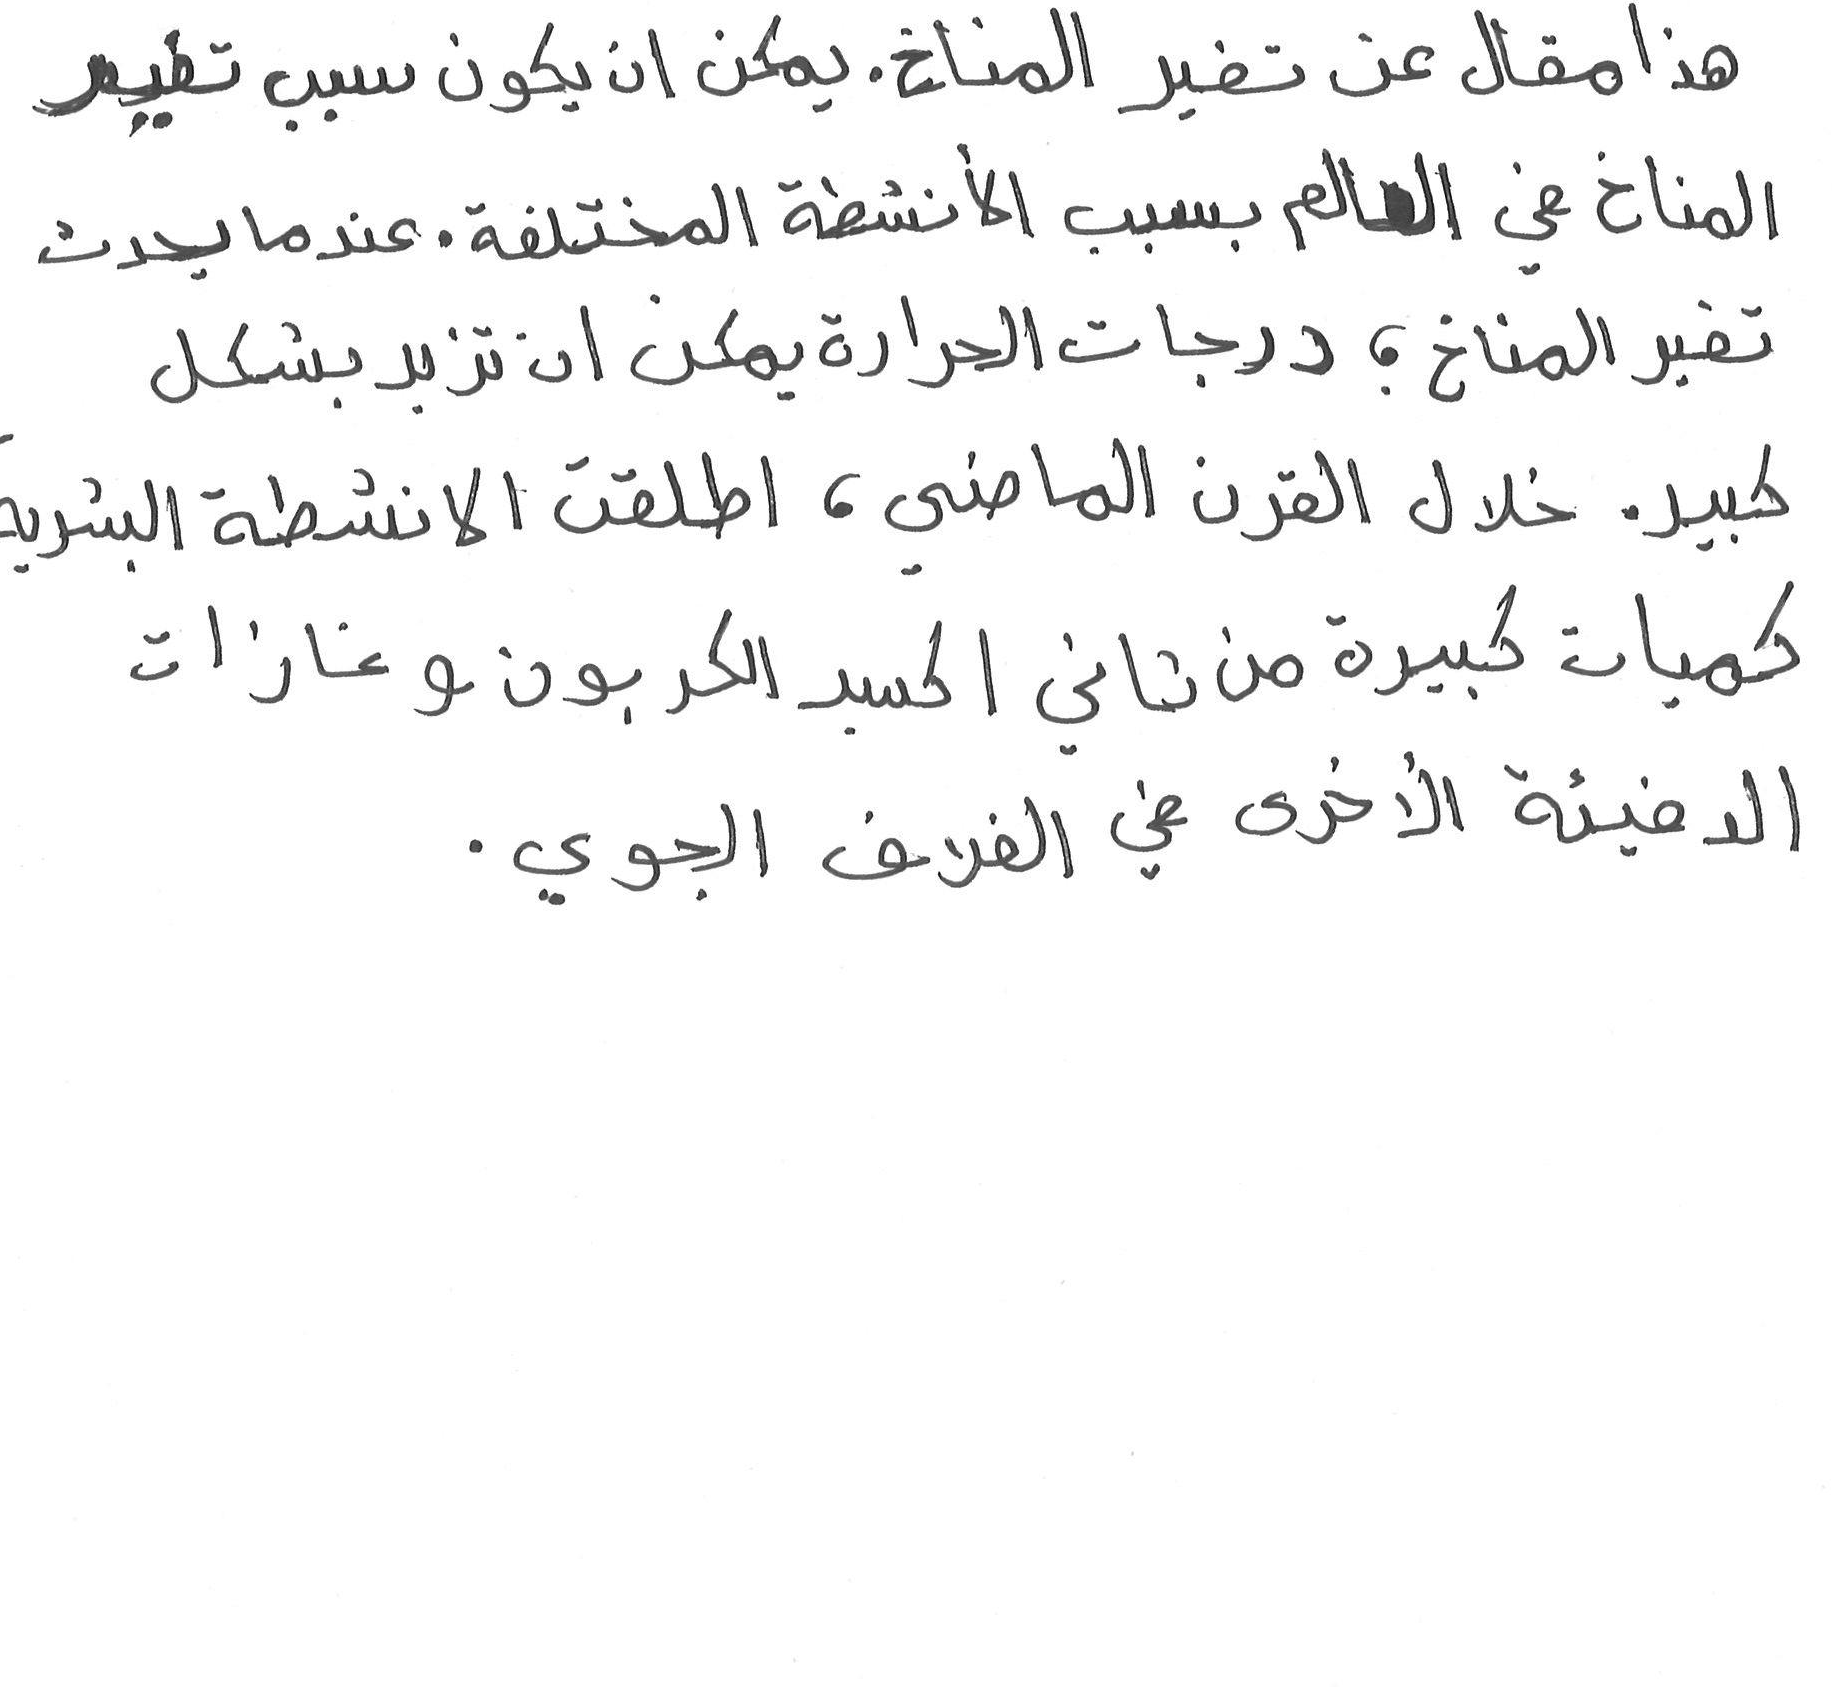 هذا مقال عن تغير المناخ. يمكن ان يكون سبب تغيير
المناخ في العالم بسبب الأنشطة المختلفة. عندما يحدث
تغير المناخ، درجات الحرارة يمكن ان تزيد بشكل
كبير. خلال القرن الماضي، اطلقت الانشطة البشرية
كميات كبيرة من ثاني اكسيد الكربون و غازات
الدفيئة الأخرى في الغلاف الجوي.